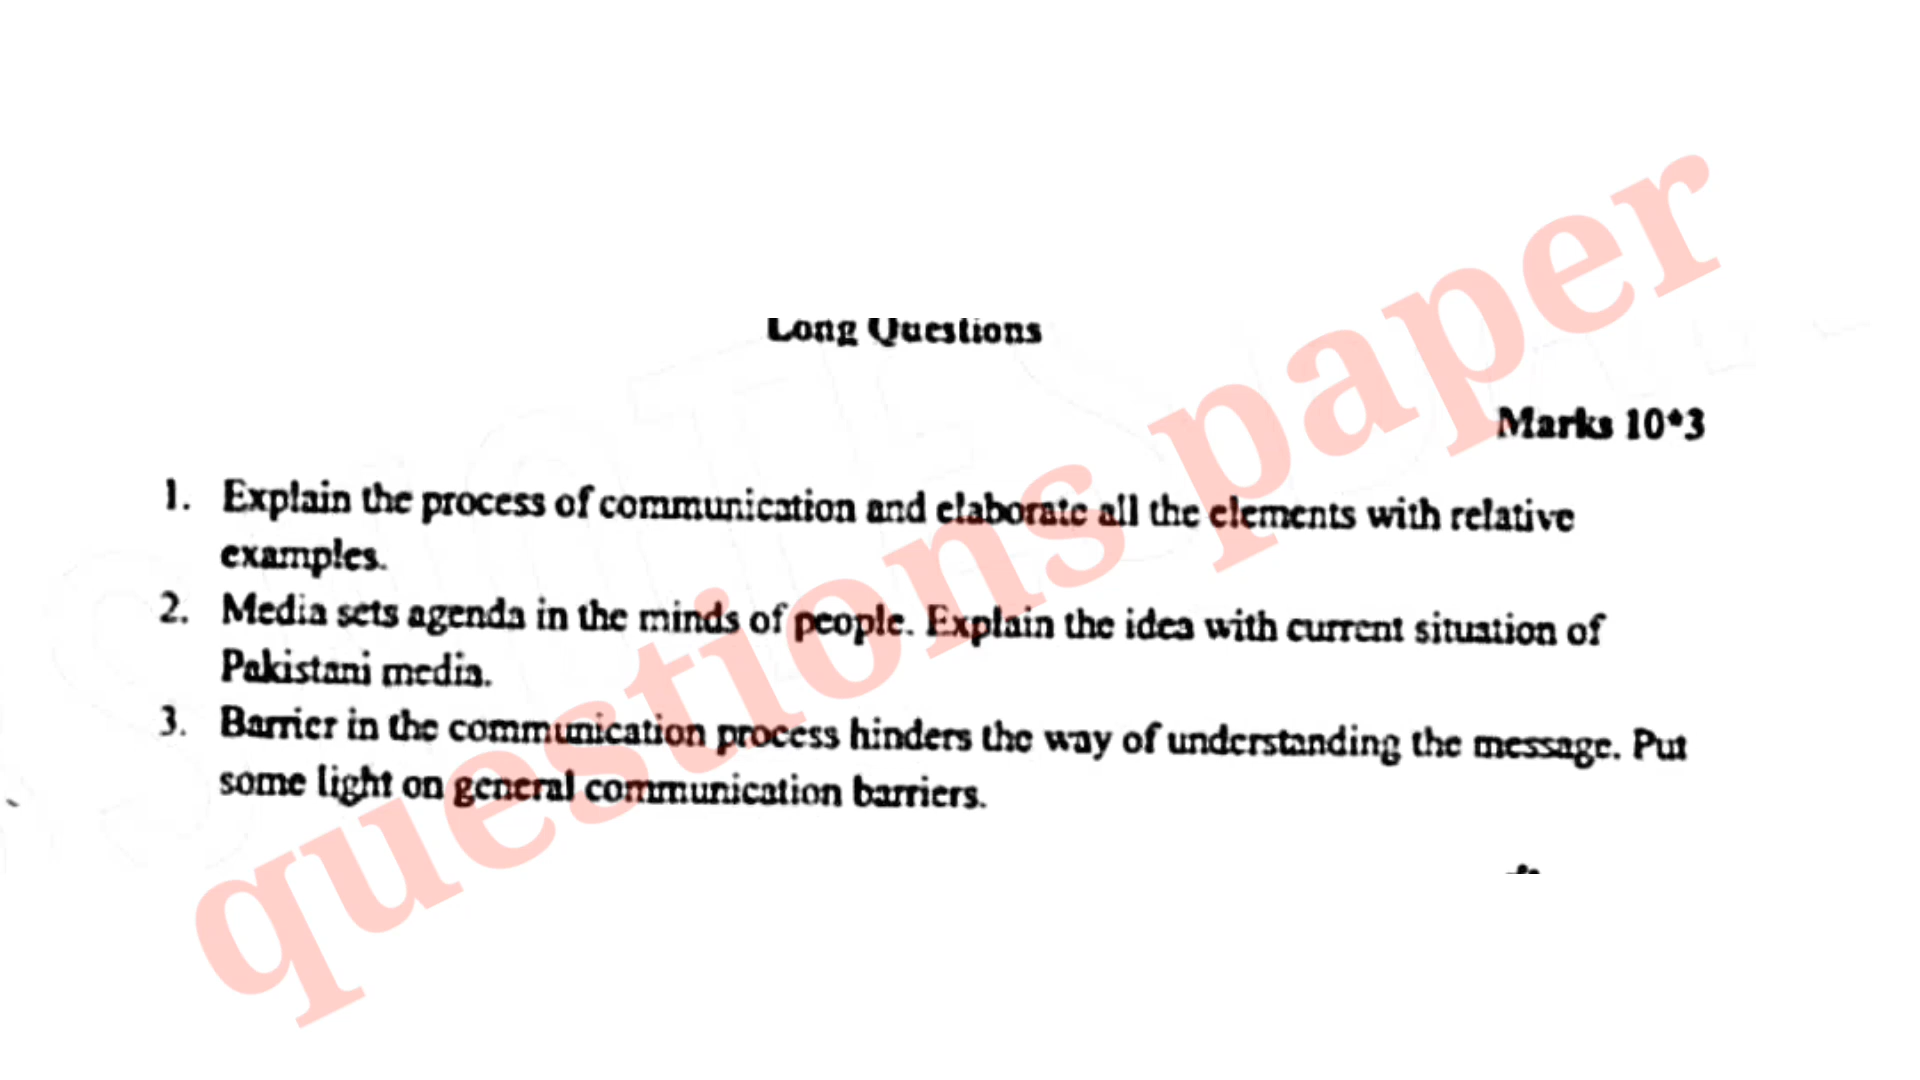 Long Questions
Marks 10*3
1. Explain the process of communication and elaborate all the elements with relative
examples.
2. Media sets agenda in the minds of people. Explain the idea with current situation of
Pakistani media.
3. Barrier in the communication process hinders the way of understanding the message. Put
some light on general communication barriers.
questions paper